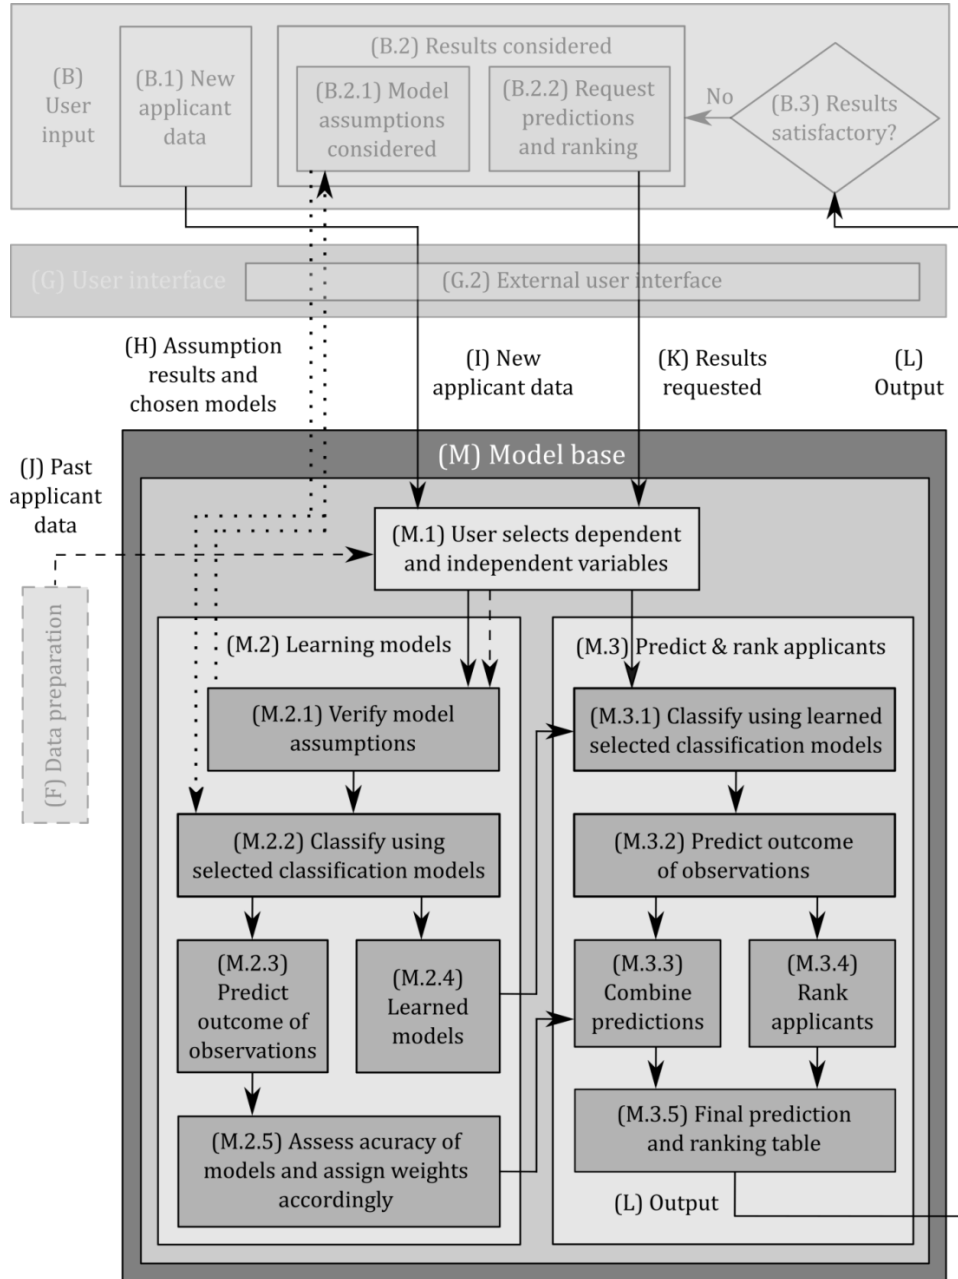 (B)
User
input
(B.1) New
applicant
data
(B.2) Results considered
(B.2.1) Model
assumptions
considered
(B.2.2) Request
predictions
and ranking
No
(B.3) Results
satisfactory?
(G) User interface
(G.2) External user interface
(H) Assumption
results and
chosen models
(I) New
applicant data
(K) Results
requested
(L)
Output
(J) Past
applicant
data
(M) Model base
(M.1) User selects dependent
and independent variables
(F) Data preparation
(M.2) Learning models
(M.2.1) Verify model
assumptions
(M.2.2) Classify using
selected classification models
(M.2.3)
Predict
outcome of
observations
(M.2.4)
Learned
models
(M.2.5) Assess acuracy of
models and assign weights
accordingly
(M.3) Predict & rank applicants
(M.3.1) Classify using learned
selected classification models
(M.3.2) Predict outcome
of observations
(M.3.3)
Combine
predictions
(M.3.4)
Rank
applicants
(M.3.5) Final prediction
and ranking table
(L) Output